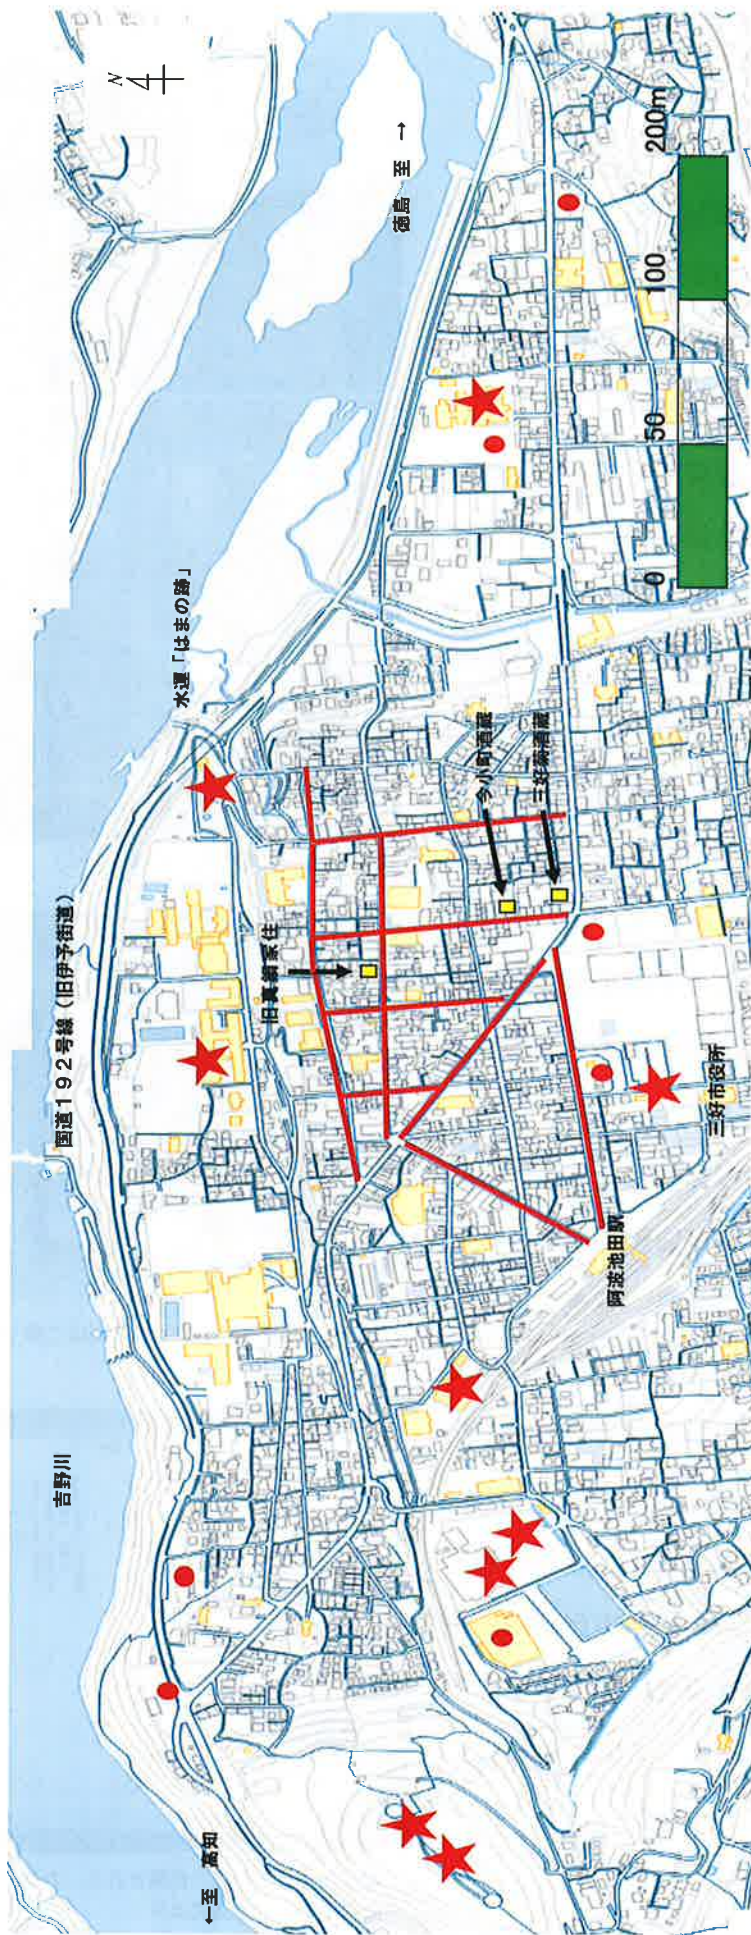 国道192号線(旧伊予街道)
吉野川
水運「はまの跡」
徳島 至 →
←至 高知
旧真鍋家住
今小町酒蔵
三好菊酒蔵
阿波池田駅
三好市役所
N
0 50 100 200m